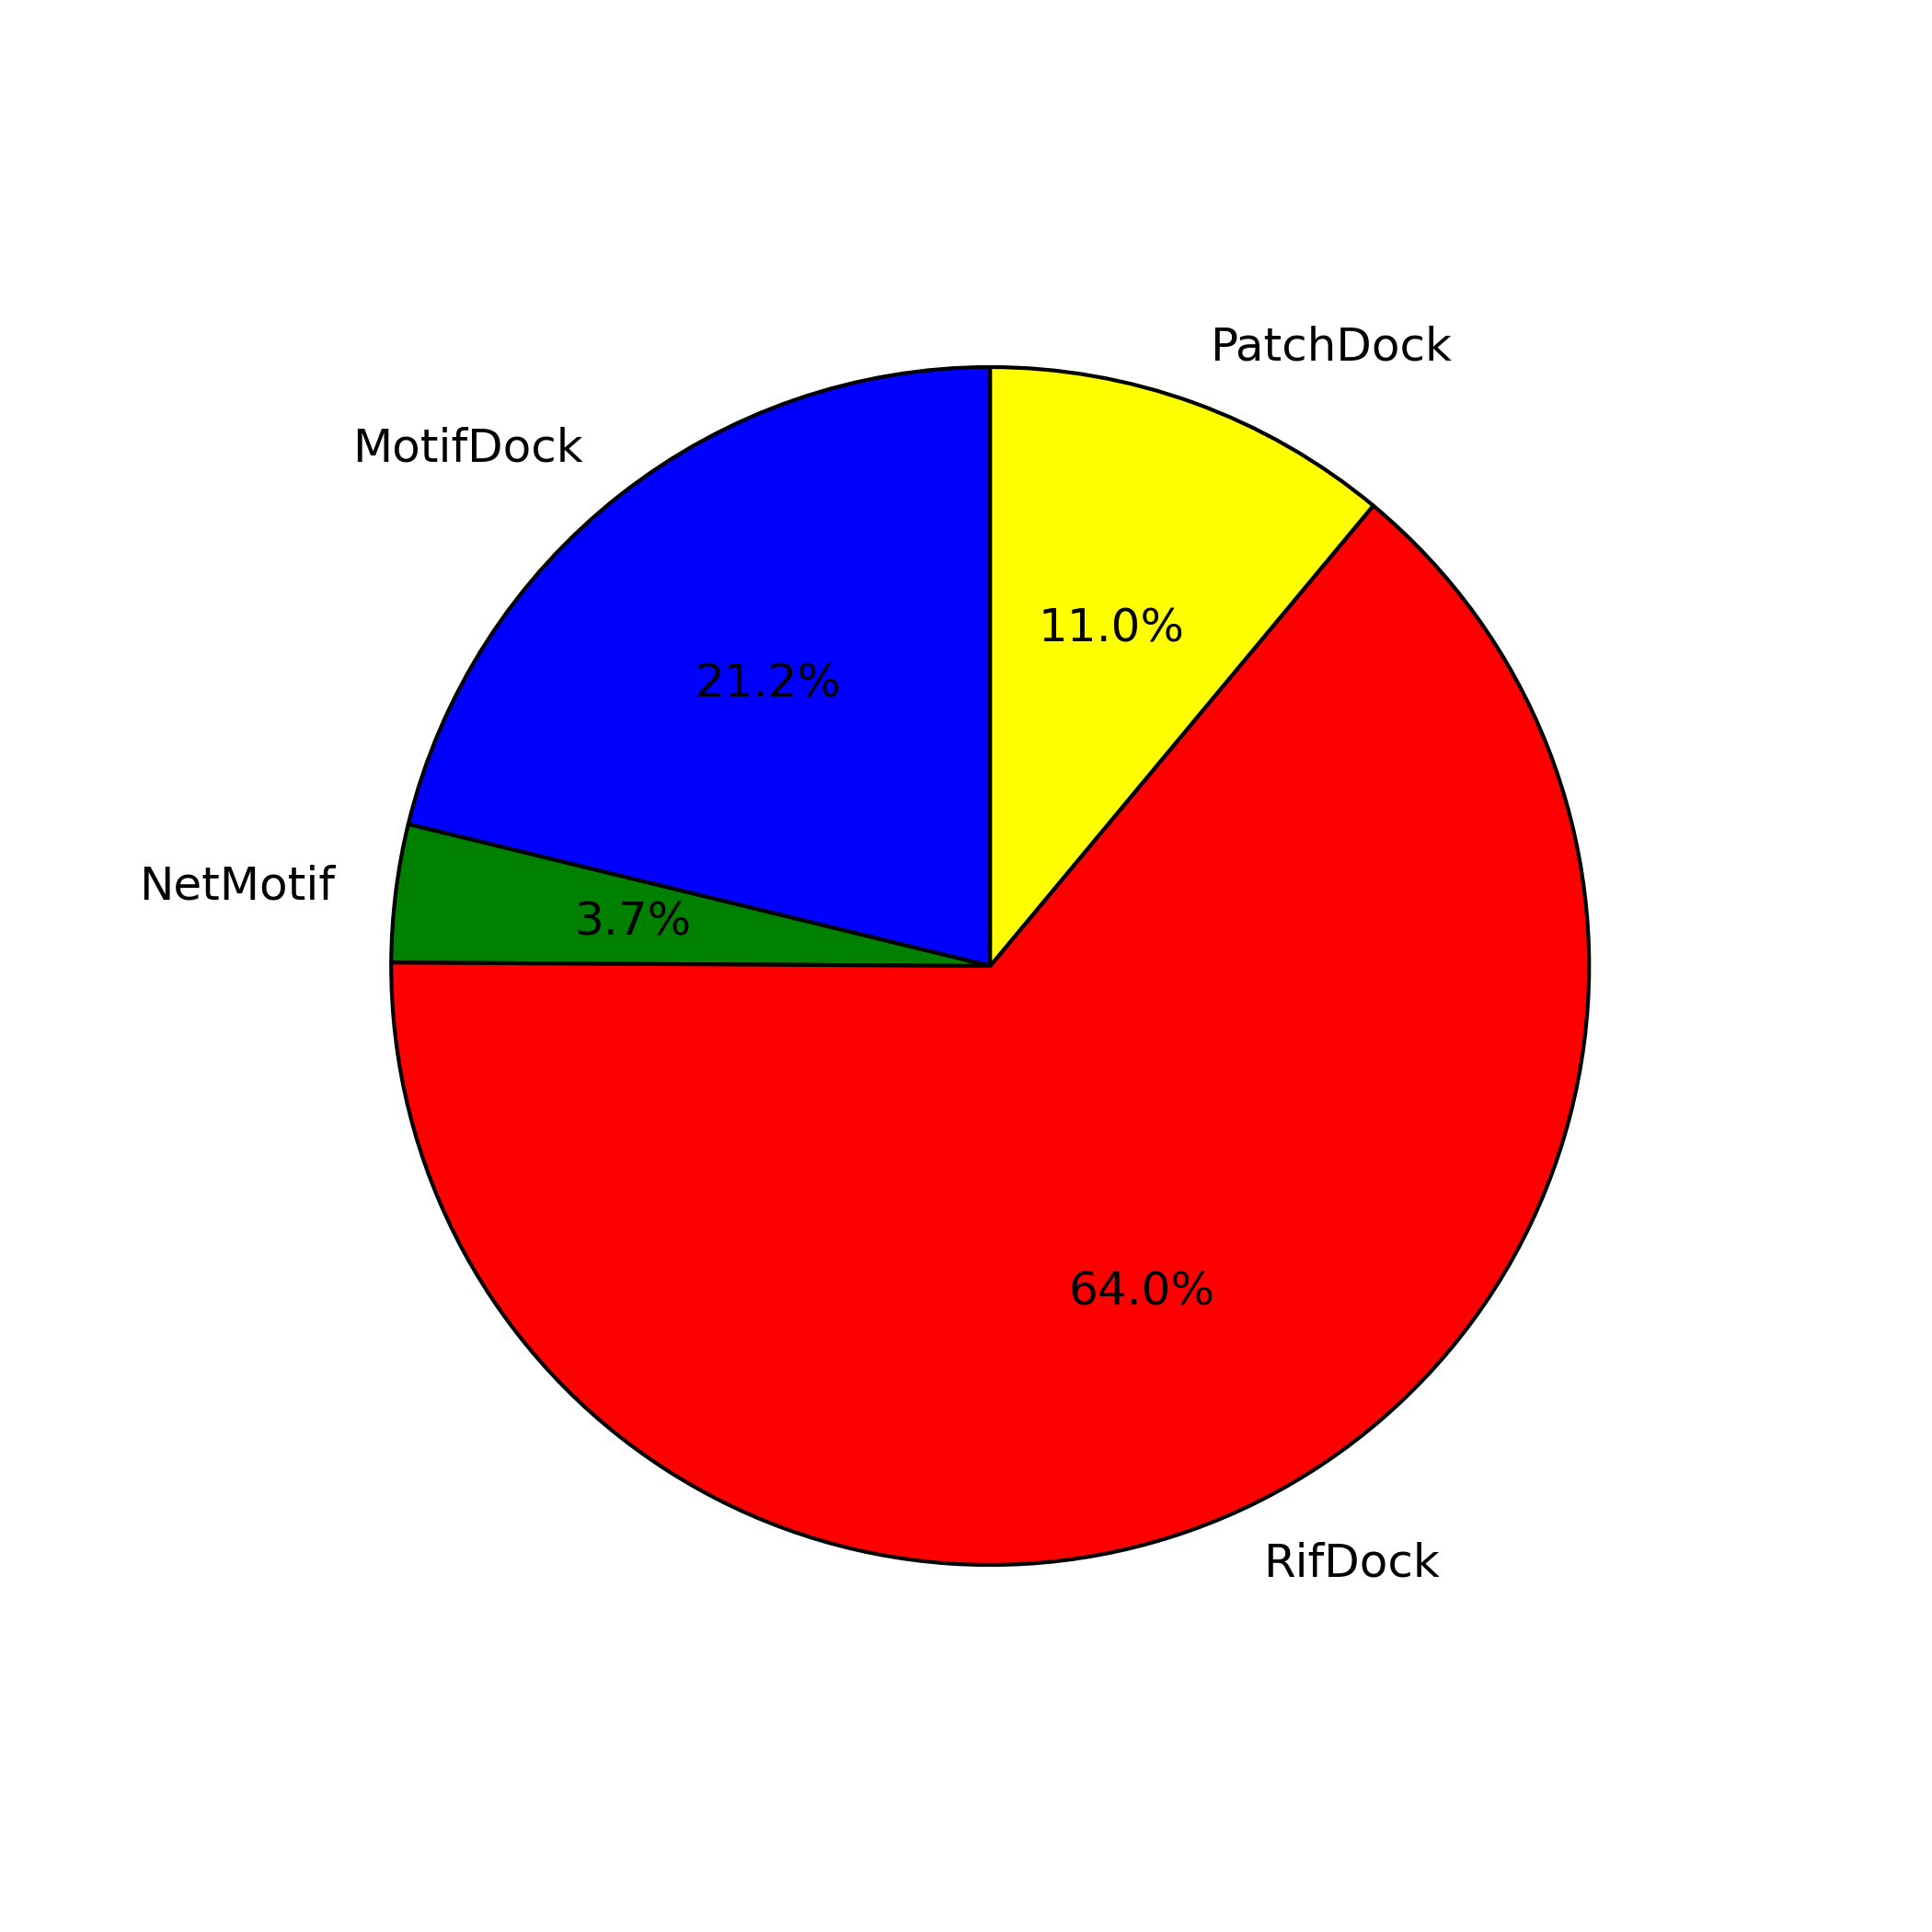 PatchDock
MotifDock
11.0%
21.2%
NetMotif
3.7%
64.0%
RifDock